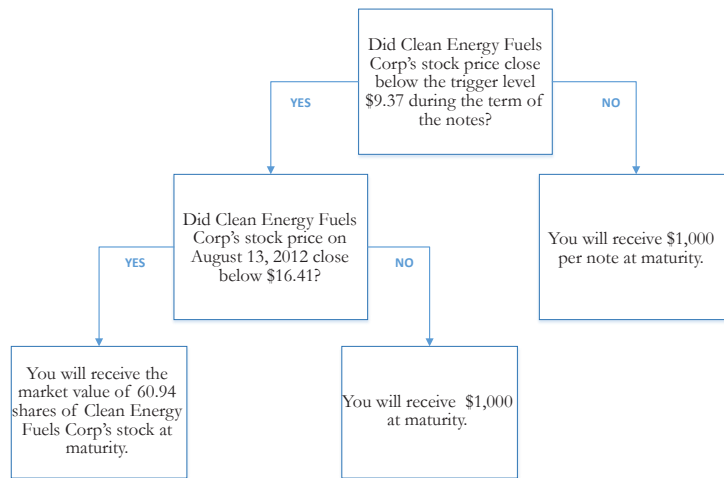 Did Clean Energy Fuels
Corp's stock price close
below the trigger level
$9.37 during the term of
the notes?
YES
NO
Did Clean Energy Fuels
Corp's stock price on
August 13, 2012 close
below $16.41?
You will receive $1,000
per note at maturity.
YES
NO
You will receive the
market value of 60.94
shares of Clean Energy
Fuels Corp's stock at
maturity.
You will receive $1,000
at maturity.